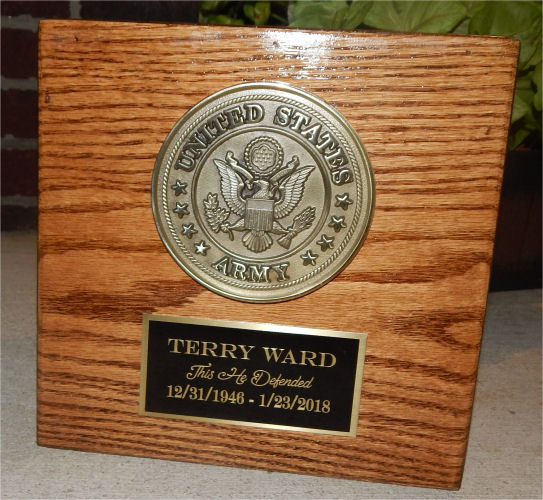 UNITED STATES
ARMY
TERRY WARD
This He Defended
12/31/1946 - 1/23/2018